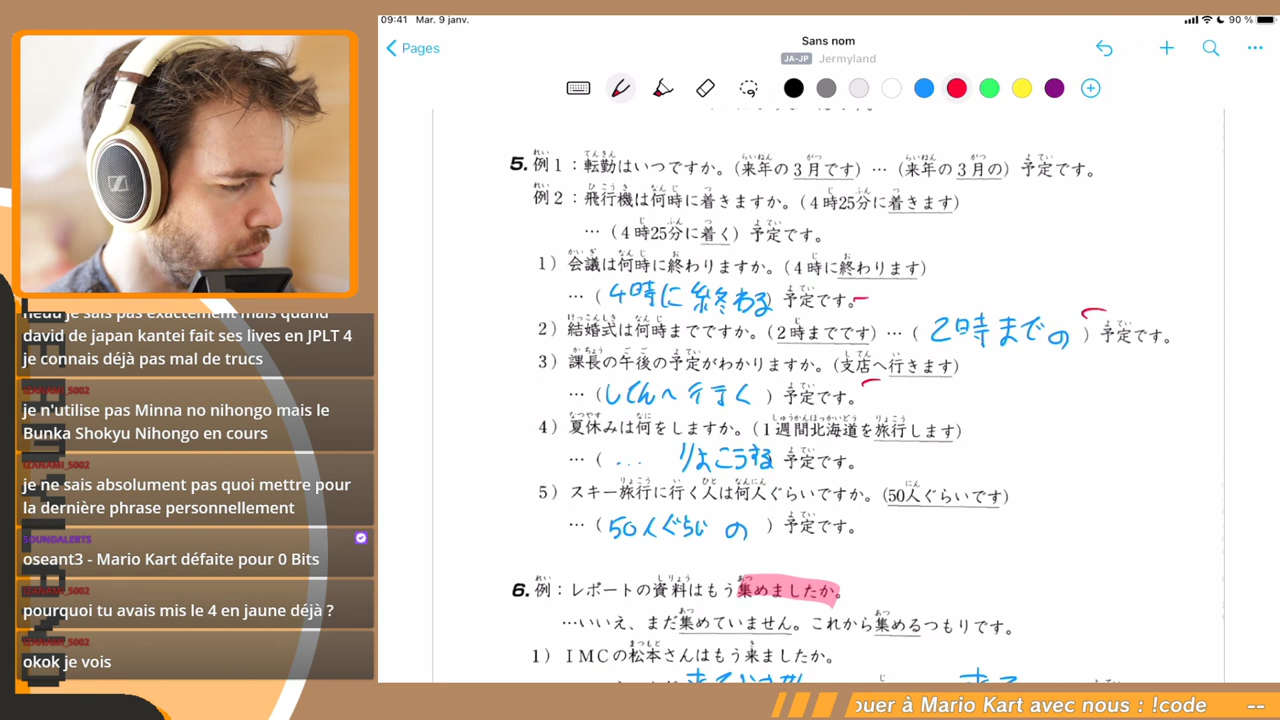 09:41 Mar. 9 janv.
90 %
Pages
Sans nom
JA-JP Jermyland
5. 例1：転勤はいつですか。（来年の3月です）…（来年の3月の）予定です。
例2：飛行機は何時に着きますか。（4時25分に着きます）
…（4時25分に着く）予定です。
1）会議は何時に終わりますか。（4時に終わります）
…（4時に終わる）予定です。
2）結婚式は何時までですか。（2時までです）…（2時までの）予定です。
3）課長の午後の予定がわかりますか。（支店へ行きます）
…（してんへ行く）予定です。
4）夏休みは何をしますか。（1週間北海道を旅行します）
…（... りょこうする 予定です。
5）スキー旅行に行く人は何人ぐらいですか。（50人ぐらいです）
…（50人ぐらいの）予定です。
6. 例：レポートの資料はもう集めましたか。
…いいえ、まだ集めていません。これから集めるつもりです。
1）IMCの松本さんはもう来ましたか。
je sais pas exactement mais quand
david de japan kantei fait ses lives en JPLT 4
je connais déjà pas mal de trucs
IZANAMI_5002
je n'utilise pas Minna no nihongo mais le
Bunka Shokyu Nihongo en cours
IZANAMI_5002
je ne sais absolument pas quoi mettre pour
la dernière phrase personnellement
SOUNDALERTS
oseant3 - Mario Kart défaite pour 0 Bits
IZANAMI_5002
pourquoi tu avais mis le 4 en jaune déjà ?
IZANAMI_5002
okok je vois
ouer à Mario Kart avec nous : !code --